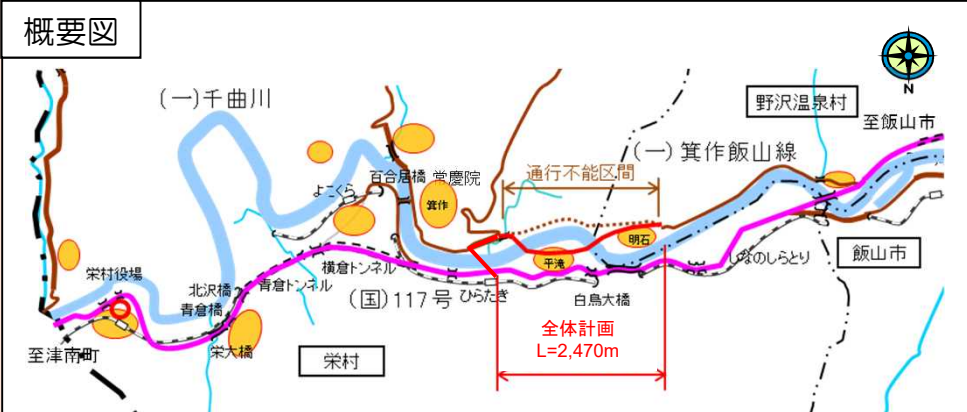 概要図
N
(一)千曲川
野沢温泉村
至飯山市
(一)箕作飯山線
通行不能区間
百合居橋
常慶院
よこくら
箕作
明石
平滝
飯山市
しなのしらとり
栄村役場
横倉トンネル
北沢橋
青倉トンネル
青倉橋
(国)117号
ひらたき
白鳥大橋
全体計画
L=2,470m
栄大橋
至津南町
栄村